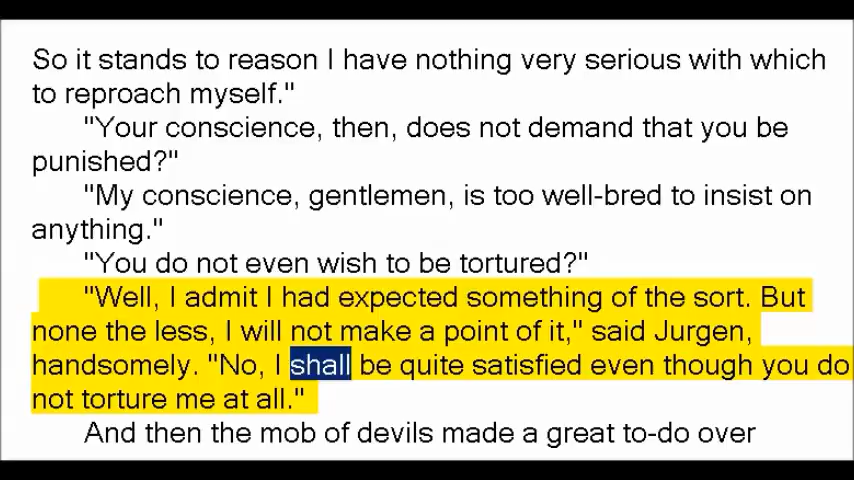 So it stands to reason I have nothing very serious with which
to reproach myself."
"Your conscience, then, does not demand that you be
punished?"
"My conscience, gentlemen, is too well-bred to insist on
anything."
"You do not even wish to be tortured?"
"Well, I admit I had expected something of the sort. But
none the less, I will not make a point of it," said Jurgen,
handsomely. "No, I shall be quite satisfied even though you do
not torture me at all."
And then the mob of devils made a great to-do over